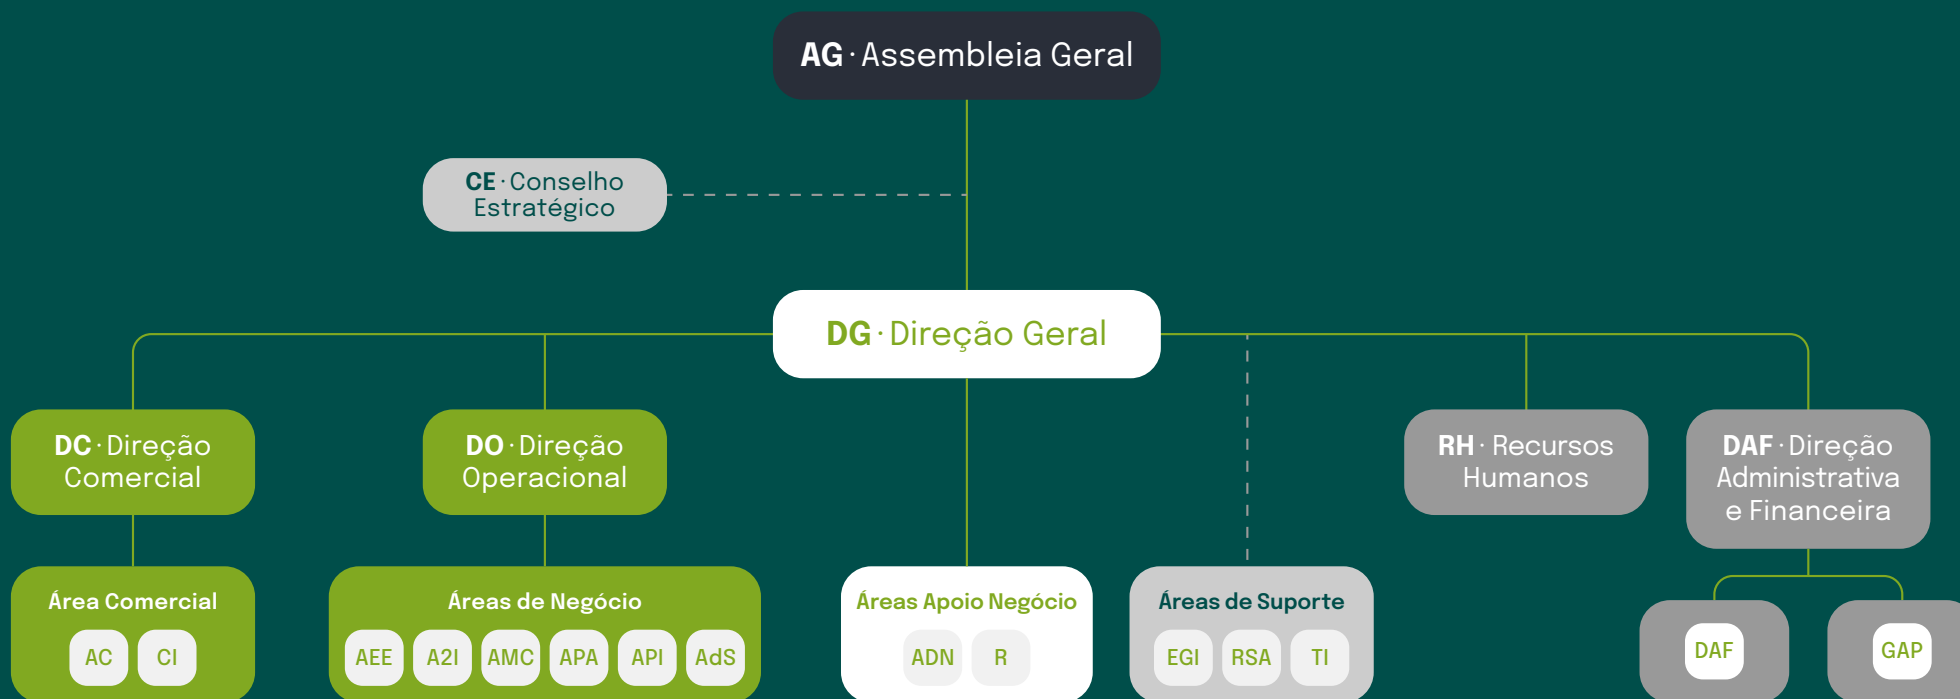 AG · Assembleia Geral
CE · Conselho
Estratégico
DG · Direção Geral
DC · Direção
Comercial
DO · Direção
Operacional
RH · Recursos
Humanos
DAF · Direção
Administrativa
e Financeira
Área Comercial
AC CI
Áreas de Negócio
AEE A2I AMC APA API AdS
Áreas Apoio Negócio
ADN R
Áreas de Suporte
EGI RSA TI
DAF
GAP